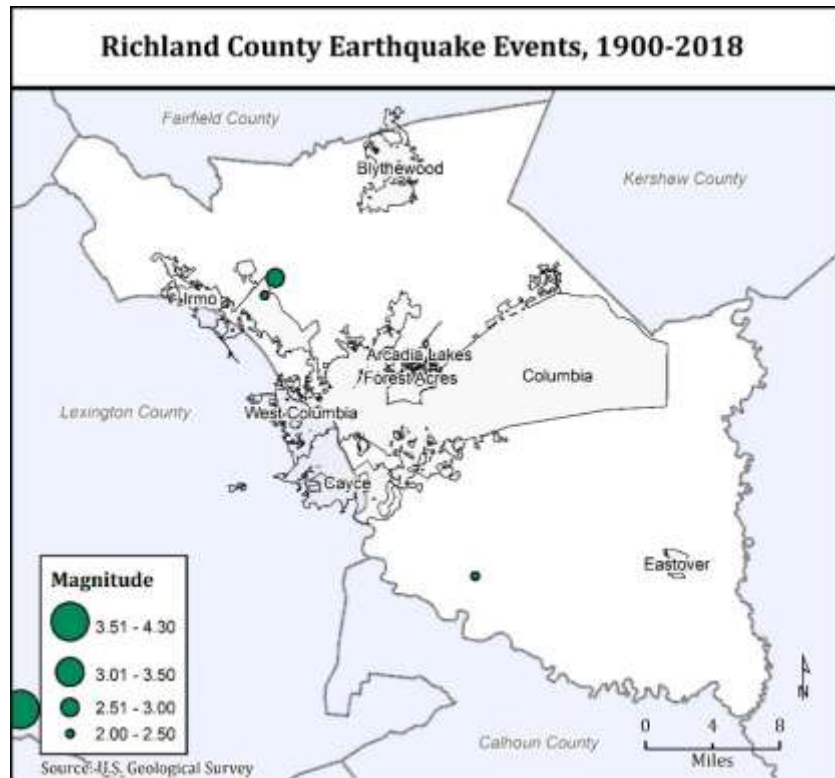 Richland County Earthquake Events, 1900-2018
Fairfield County
Blythewood
Kershaw County
Irmo
Arcadia Lakes
Forest Acres
Columbia
Lexington County
West Columbia
Cayce
Eastover
Magnitude
3.51 - 4.30
3.01 - 3.50
2.51 - 3.00
2.00 - 2.50
N
0 4 8
Miles
Calhoun County
Source: U.S. Geological Survey